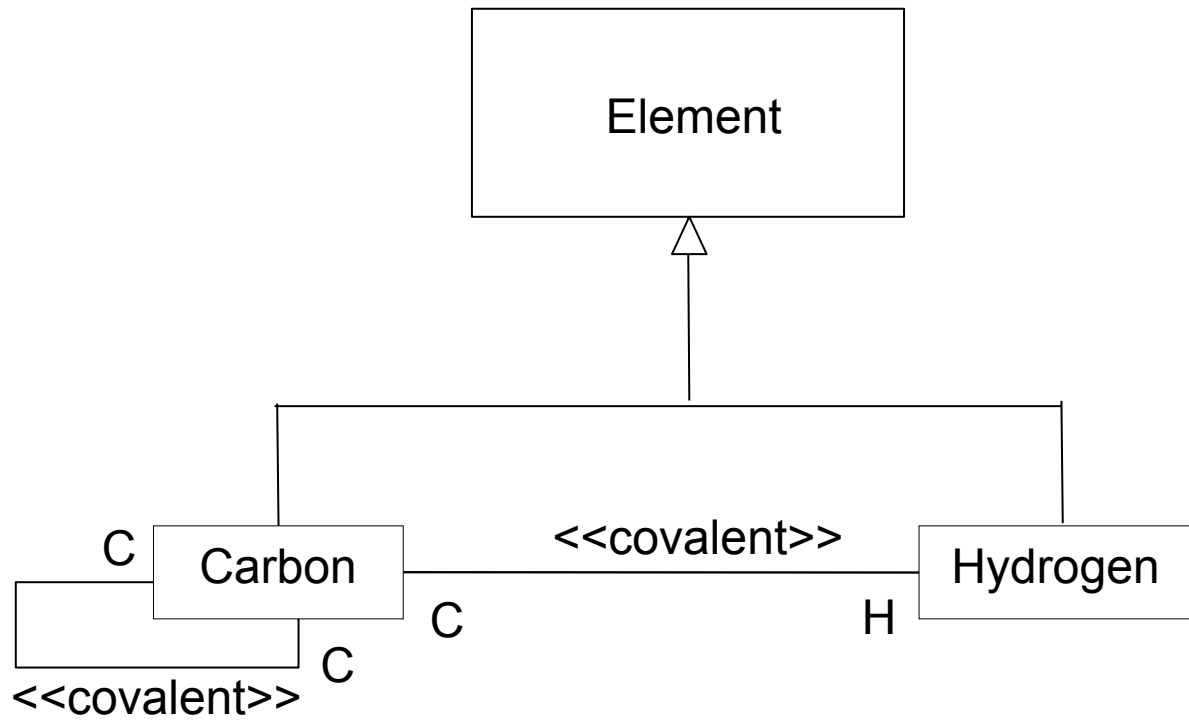 Element
<<covalent>>
C
Carbon
Hydrogen
C
H
C
<<covalent>>